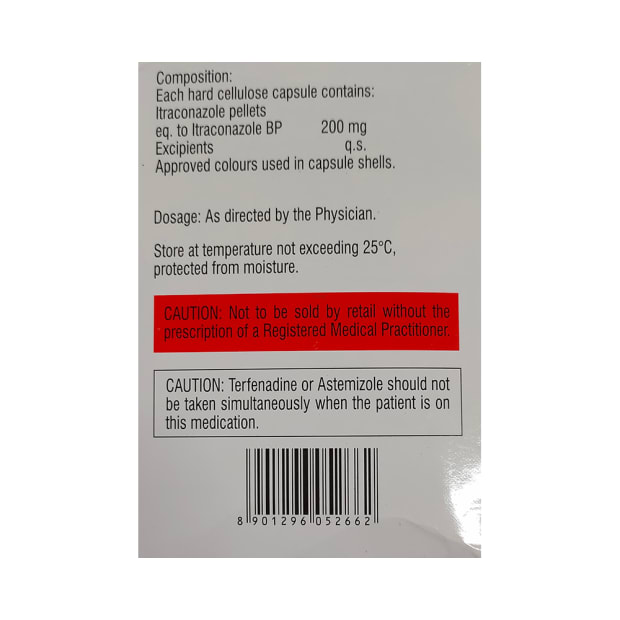 Composition:
Each hard cellulose capsule contains:
Itraconazole pellets
eq. to Itraconazole BP 200 mg
Excipients q.s.
Approved colours used in capsule shells.
Dosage: As directed by the Physician.
Store at temperature not exceeding 25°C,
protected from moisture.
CAUTION: Not to be sold by retail without the
prescription of a Registered Medical Practitioner.
CAUTION: Terfenadine or Astemizole should not
be taken simultaneously when the patient is on
this medication.
8 901296 052662